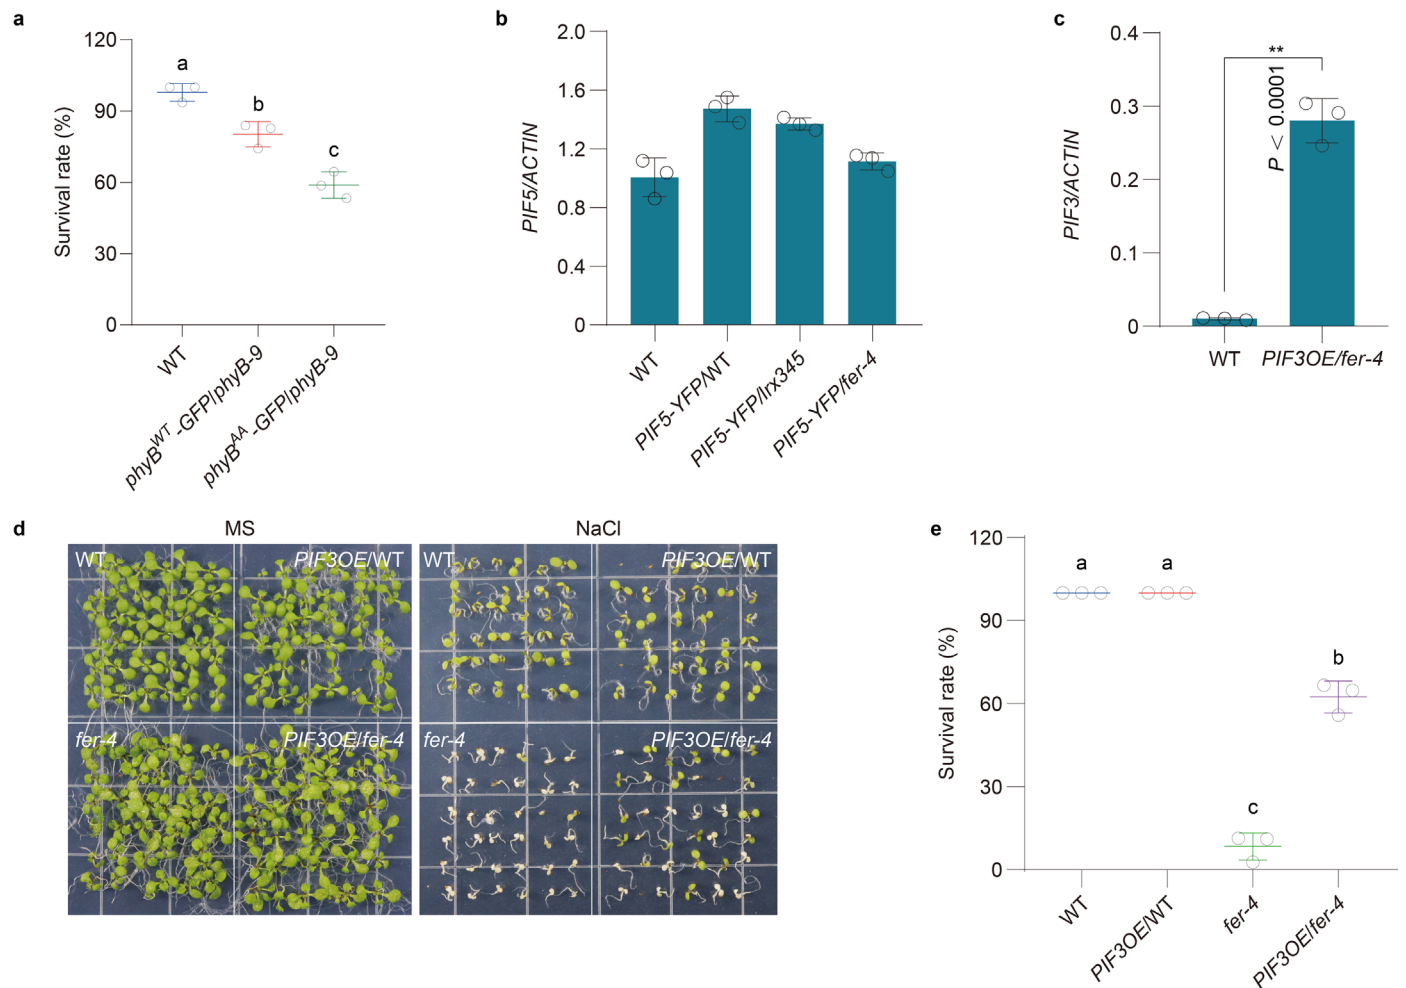 a
120
90
60
30
0
Survival rate (%)
a
b
c
WT
phyB^WT-GFP/phyB-9
phyB^AA-GFP/phyB-9
b
2.0
1.6
1.2
0.8
0.4
0
PIF5/ACTIN
WT
PIF5-YFP/WT
PIF5-YFP/lrx345
PIF5-YFP/fer-4
c
0.4
0.3
0.2
0.1
0
PIF3/ACTIN
**
P < 0.0001
WT
PIF3OE/fer-4
d
MS
NaCl
WT
PIF3OE/WT
WT
PIF3OE/WT
fer-4
PIF3OE/fer-4
fer-4
PIF3OE/fer-4
e
120
90
60
30
0
Survival rate (%)
a
a
c
b
WT
PIF3OE/WT
fer-4
PIF3OE/fer-4